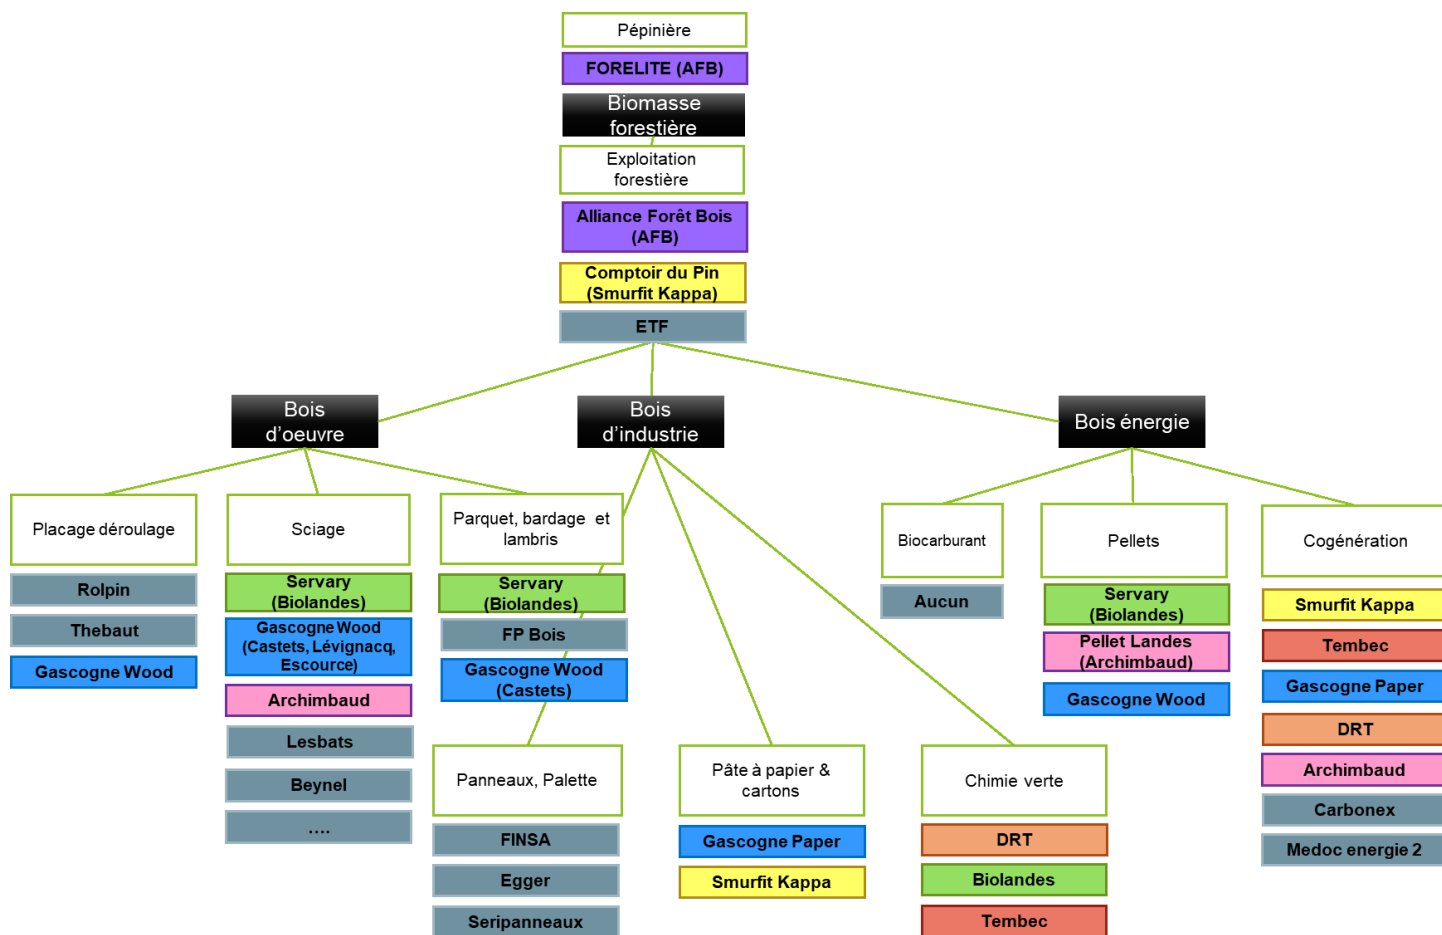 Pépinière
FORELITE (AFB)
Biomasse
forestière
Exploitation
forestière
Alliance Forêt Bois
(AFB)
Comptoir du Pin
(Smurfit Kappa)
ETF
Bois
d'oeuvre
Bois
d'industrie
Bois énergie
Placage déroulage
Rolpin
Thebaut
Gascogne Wood
Sciage
Servary
(Biolandes)
Gascogne Wood
(Castets, Lévignacq,
Escource)
Archimbaud
Lesbats
Beynel
....
Parquet, bardage et
lambris
Servary
(Biolandes)
FP Bois
Gascogne Wood
(Castets)
Panneaux, Palette
FINSA
Egger
Seripanneaux
Pâte à papier &
cartons
Gascogne Paper
Smurfit Kappa
Chimie verte
DRT
Biolandes
Tembec
Biocarburant
Aucun
Pellets
Servary
(Biolandes)
Pellet Landes
(Archimbaud)
Gascogne Wood
Cogénération
Smurfit Kappa
Tembec
Gascogne Paper
DRT
Archimbaud
Carbonex
Medoc energie 2